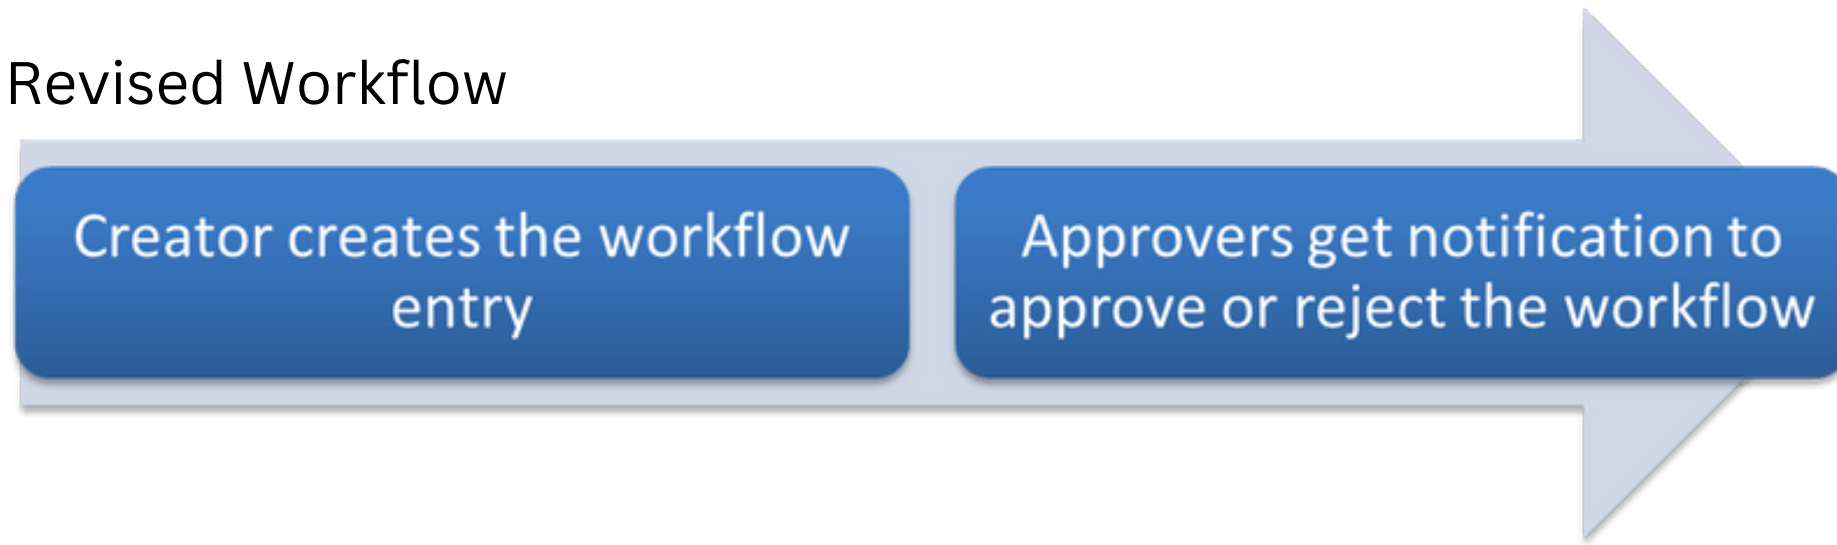 Revised Workflow
Creator creates the workflow
entry
Approvers get notification to
approve or reject the workflow